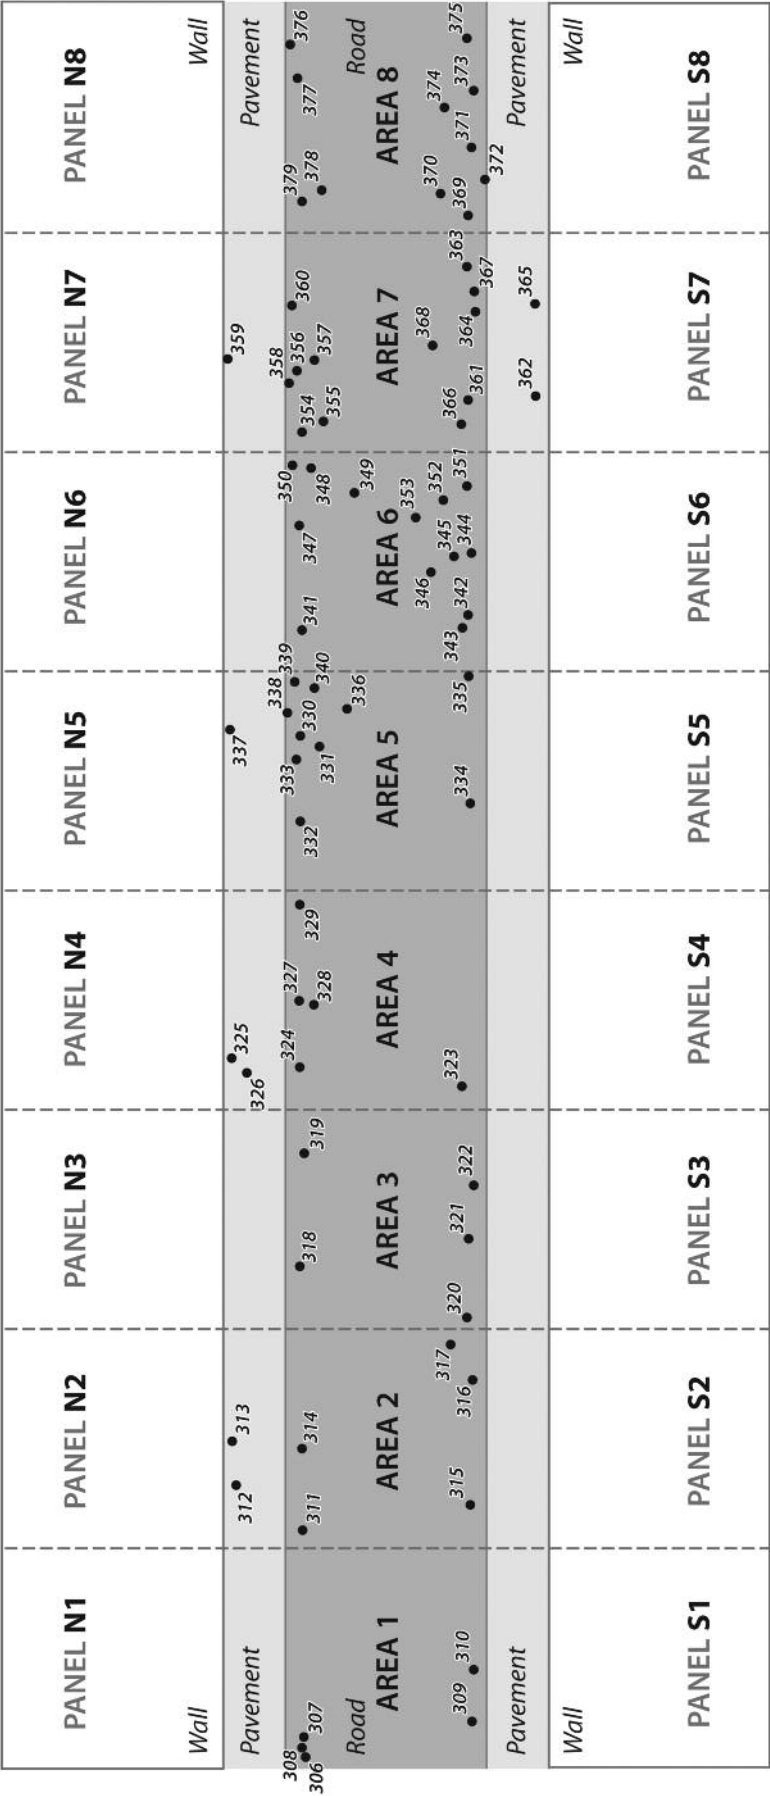 PANEL N1
PANEL N2
PANEL N3
PANEL N4
PANEL N5
PANEL N6
PANEL N7
PANEL N8
Wall
Wall
Pavement
312
313
326
325
337
359
Pavement
308
306
307
311
314
318
319
324
327
328
329
332
333
331
330
338
339
340
336
341
347
350
348
349
354
355
358
356
357
360
379
378
377
376
Road
Road
AREA 1
AREA 2
AREA 3
AREA 4
AREA 5
AREA 6
AREA 7
AREA 8
309
310
315
316
317
320
321
322
323
334
335
343
342
346
345
344
353
352
351
366
361
368
364
367
363
369
370
372
371
374
373
375
Pavement
362
365
Pavement
Wall
Wall
PANEL S1
PANEL S2
PANEL S3
PANEL S4
PANEL S5
PANEL S6
PANEL S7
PANEL S8